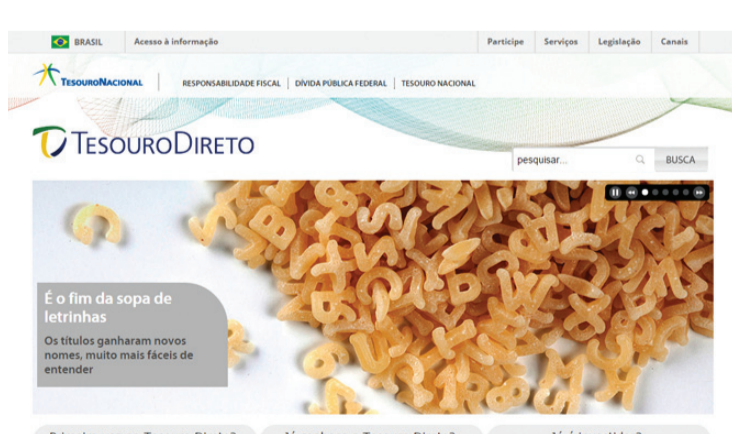 BRASIL Acesso à informação Participe Serviços Legislação Canais
TESOURONACIONAL RESPONSABILIDADE FISCAL DÍVIDA PÚBLICA FEDERAL TESOURO NACIONAL
TESOURODIRETO
pesquisar... BUSCA
É o fim da sopa de
letrinhas
Os títulos ganharam novos
nomes, muito mais fáceis de
entender